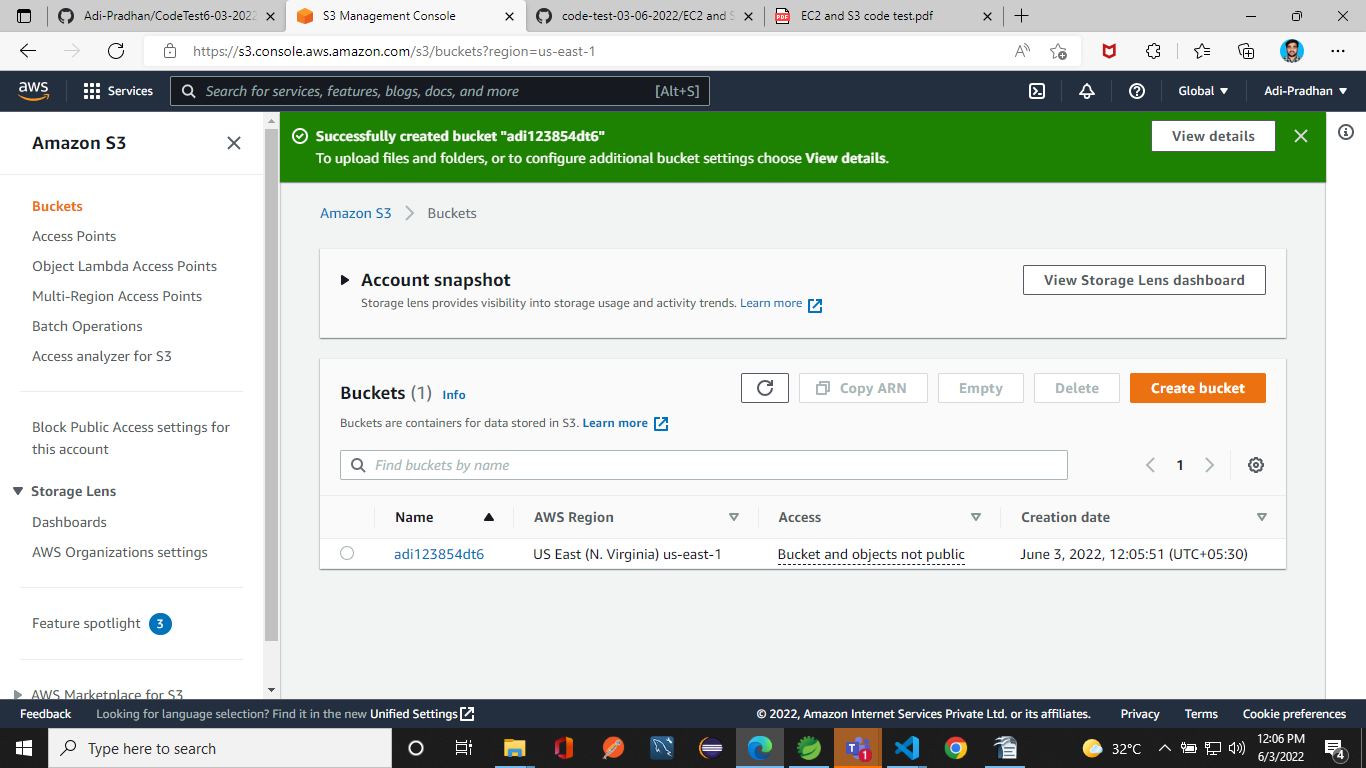 Adi-Pradhan/CodeTest6-03-2022
S3 Management Console
code-test-03-06-2022/EC2 and S
EC2 and S3 code test.pdf
https://s3.console.aws.amazon.com/s3/buckets?region=us-east-1
aws
Services
Search for services, features, blogs, docs, and more
[Alt+S]
Global
Adi-Pradhan
Amazon S3
Buckets
Access Points
Object Lambda Access Points
Multi-Region Access Points
Batch Operations
Access analyzer for S3
Block Public Access settings for
this account
Storage Lens
Dashboards
AWS Organizations settings
Feature spotlight 3
AWS Marketplace for S3
Successfully created bucket "adi123854dt6"
To upload files and folders, or to configure additional bucket settings choose View details.
View details
Amazon S3 Buckets
Account snapshot
Storage lens provides visibility into storage usage and activity trends. Learn more
View Storage Lens dashboard
Buckets (1) Info
Buckets are containers for data stored in S3. Learn more
Copy ARN
Empty
Delete
Create bucket
Find buckets by name
1
Name AWS Region Access Creation date
adi123854dt6 US East (N. Virginia) us-east-1 Bucket and objects not public June 3, 2022, 12:05:51 (UTC+05:30)
Feedback Looking for language selection? Find it in the new Unified Settings
© 2022, Amazon Internet Services Private Ltd. or its affiliates. Privacy Terms Cookie preferences
Type here to search
1
32°C
12:06 PM
6/3/2022
4